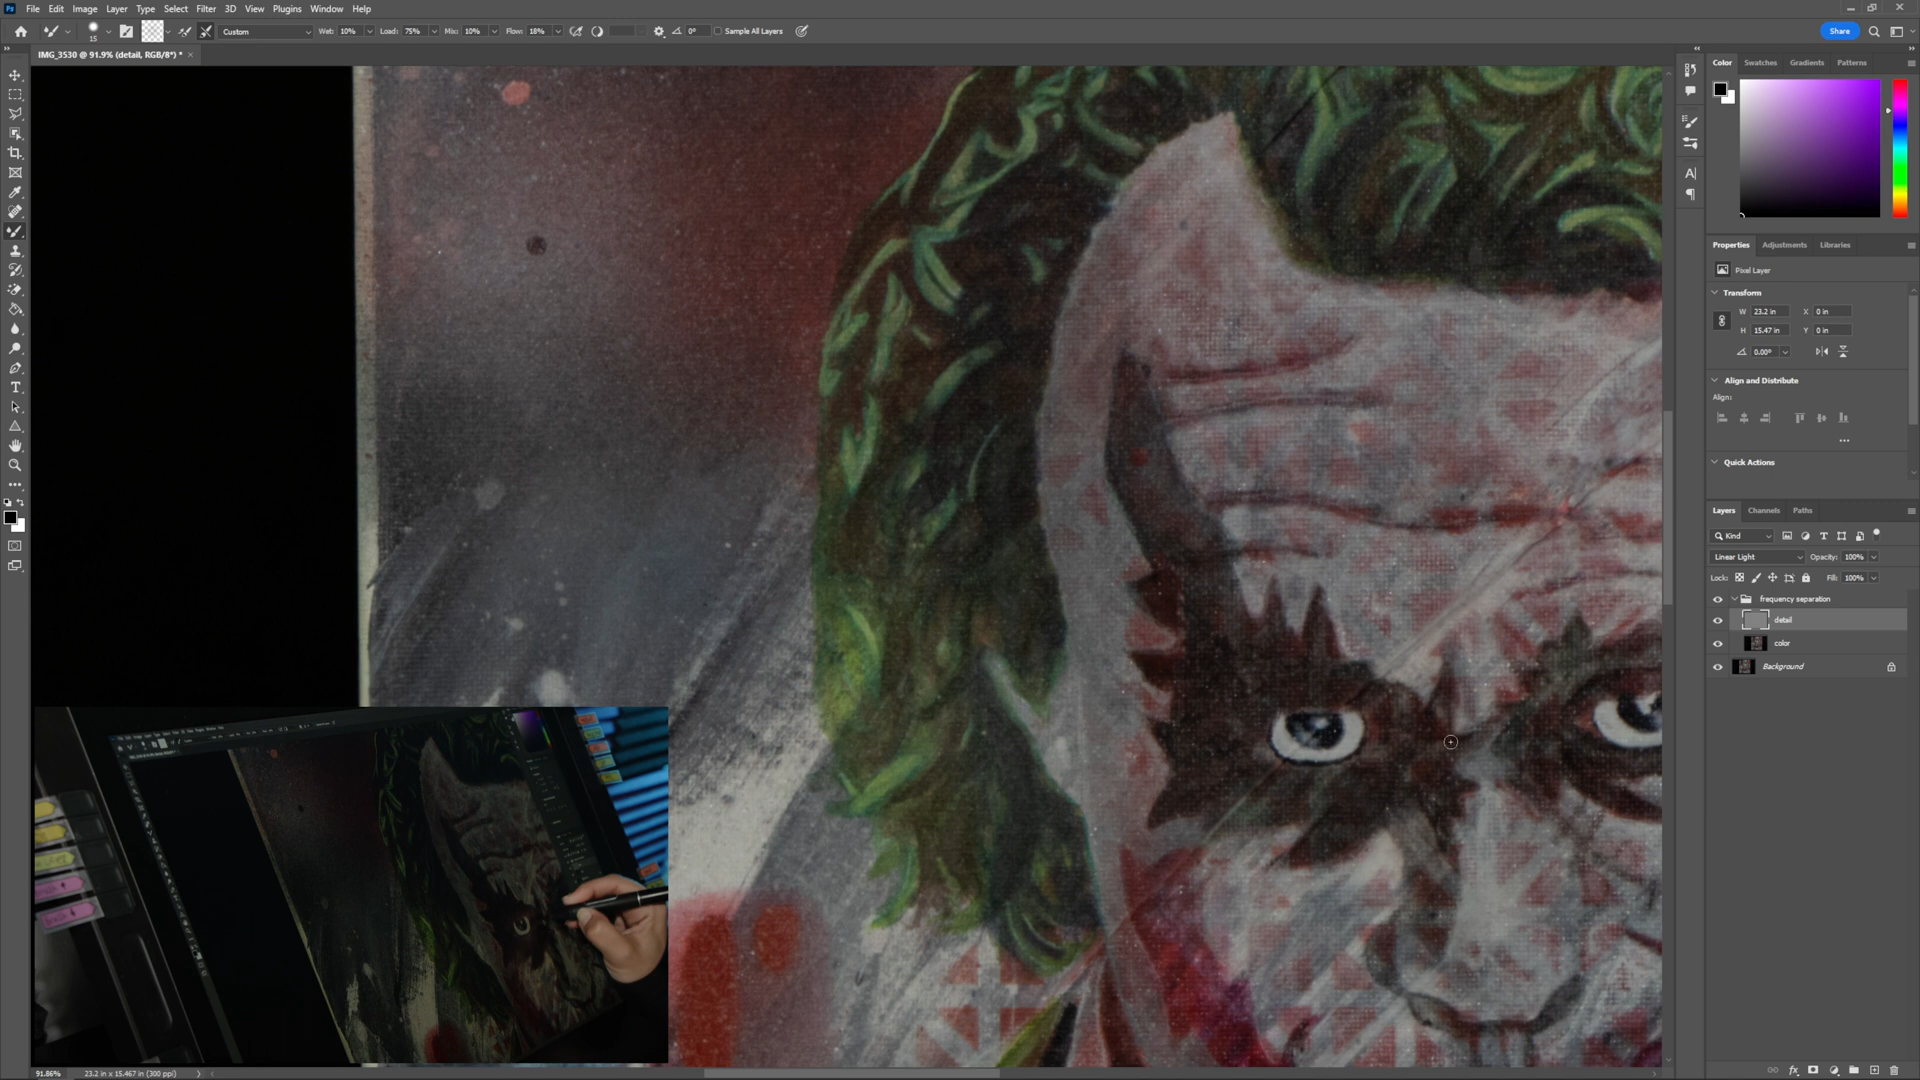 Ps File Edit Image Layer Type Select Filter 3D View Plugins Window Help
15 Custom Wet: 10% Load: 75% Mix: 10% Flow: 18% 0° Sample All Layers Share
IMG_3530 @ 91.9% (detail, RGB/8*) * ×
Color Swatches Gradients Patterns
Properties Adjustments Libraries
Pixel Layer
Transform
W 23.2 in X 0 in
H 15.47 in Y 0 in
0.00°
Align and Distribute
Align:
Quick Actions
Layers Channels Paths
Kind
Linear Light Opacity: 100%
Lock: Fill: 100%
frequency separation
detail
color
Background
91.86% 23.2 in x 15.467 in (300 ppi)